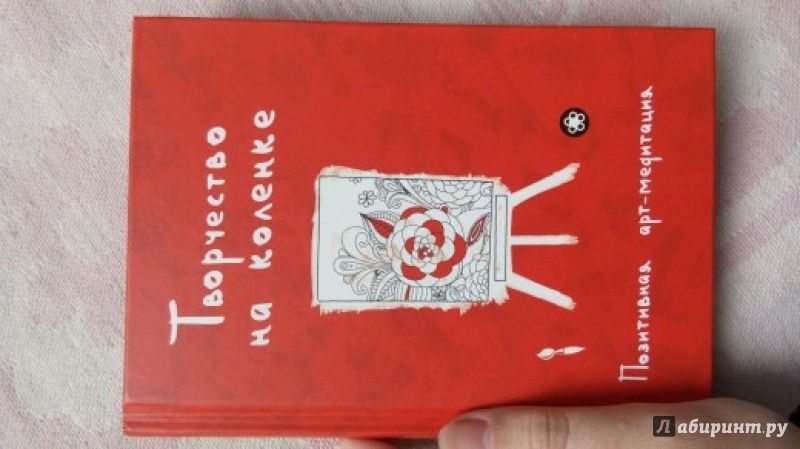 Творчество
на коленке
Позитивная арт-медитация
Лабиринт.ру